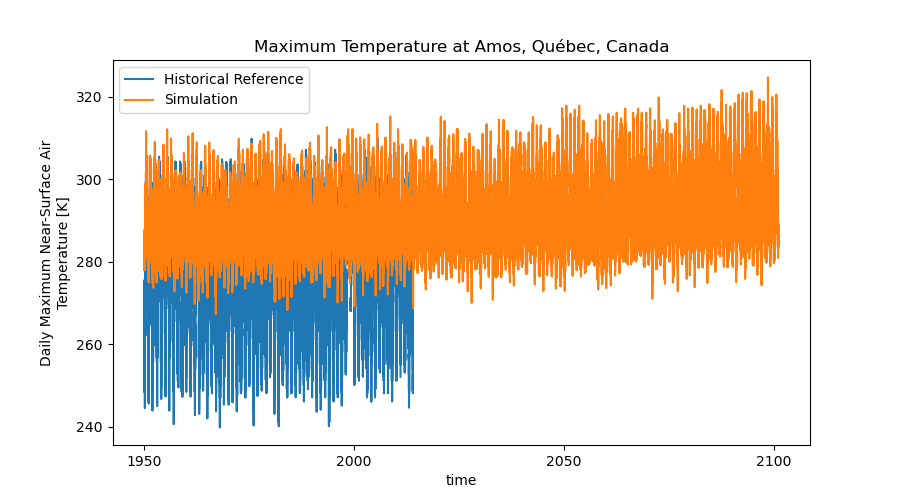 Maximum Temperature at Amos, Québec, Canada
Historical Reference
Simulation
320
300
280
260
240
Daily Maximum Near-Surface Air
Temperature [K]
1950
2000
2050
2100
time